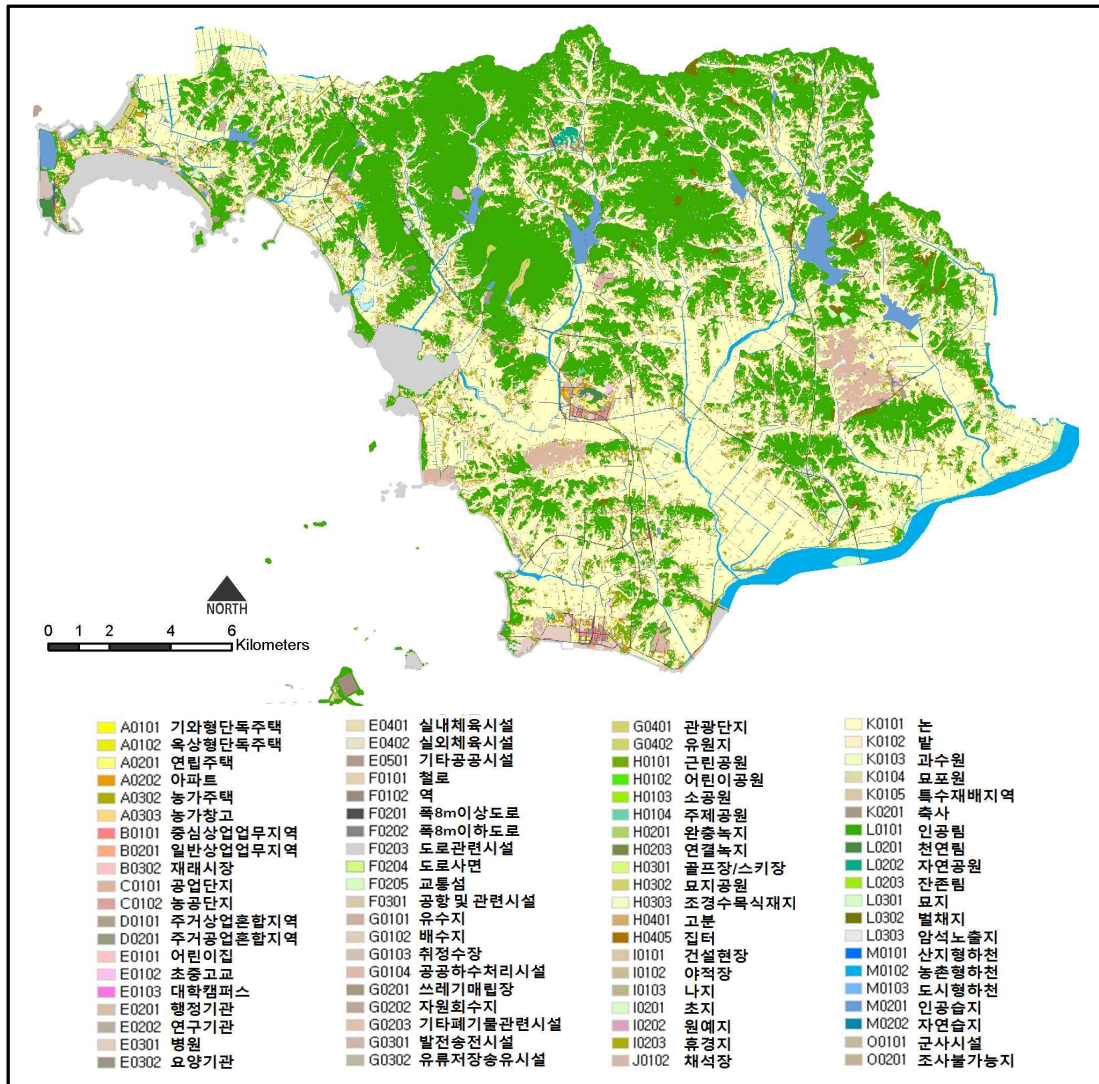 NORTH
0 1 2 4 6
Kilometers
A0101 기와형단독주택
A0102 옥상형단독주택
A0201 연립주택
A0202 아파트
A0302 농가주택
A0303 농가창고
B0101 중심상업업무지역
B0201 일반상업업무지역
B0302 재래시장
C0101 공업단지
C0102 농공단지
D0101 주거상업혼합지역
D0201 주거공업혼합지역
E0101 어린이집
E0102 초중고교
E0103 대학캠퍼스
E0201 행정기관
E0202 연구기관
E0301 병원
E0302 요양기관
E0401 실내체육시설
E0402 실외체육시설
E0501 기타공공시설
F0101 철로
F0102 역
F0201 폭8m이상도로
F0202 폭8m이하도로
F0203 도로관련시설
F0204 도로사면
F0205 교통섬
F0301 공항 및 관련시설
G0101 유수지
G0102 배수지
G0103 취정수장
G0104 공공하수처리시설
G0201 쓰레기매립장
G0202 자원회수지
G0203 기타폐기물관련시설
G0301 발전송전시설
G0302 유류저장송유시설
G0401 관광단지
G0402 유원지
H0101 근린공원
H0102 어린이공원
H0103 소공원
H0104 주제공원
H0201 완충녹지
H0203 연결녹지
H0301 골프장/스키장
H0302 묘지공원
H0303 조경수목식재지
H0401 고분
H0405 집터
I0101 건설현장
I0102 야적장
I0103 나지
I0201 초지
I0202 원예지
I0203 휴경지
J0102 채석장
K0101 논
K0102 밭
K0103 과수원
K0104 묘포원
K0105 특수재배지역
K0201 축사
L0101 인공림
L0201 천연림
L0202 자연공원
L0203 잔존림
L0301 묘지
L0302 벌채지
L0303 암석노출지
M0101 산지형하천
M0102 농촌형하천
M0103 도시형하천
M0201 인공습지
M0202 자연습지
O0101 군사시설
O0201 조사불가능지